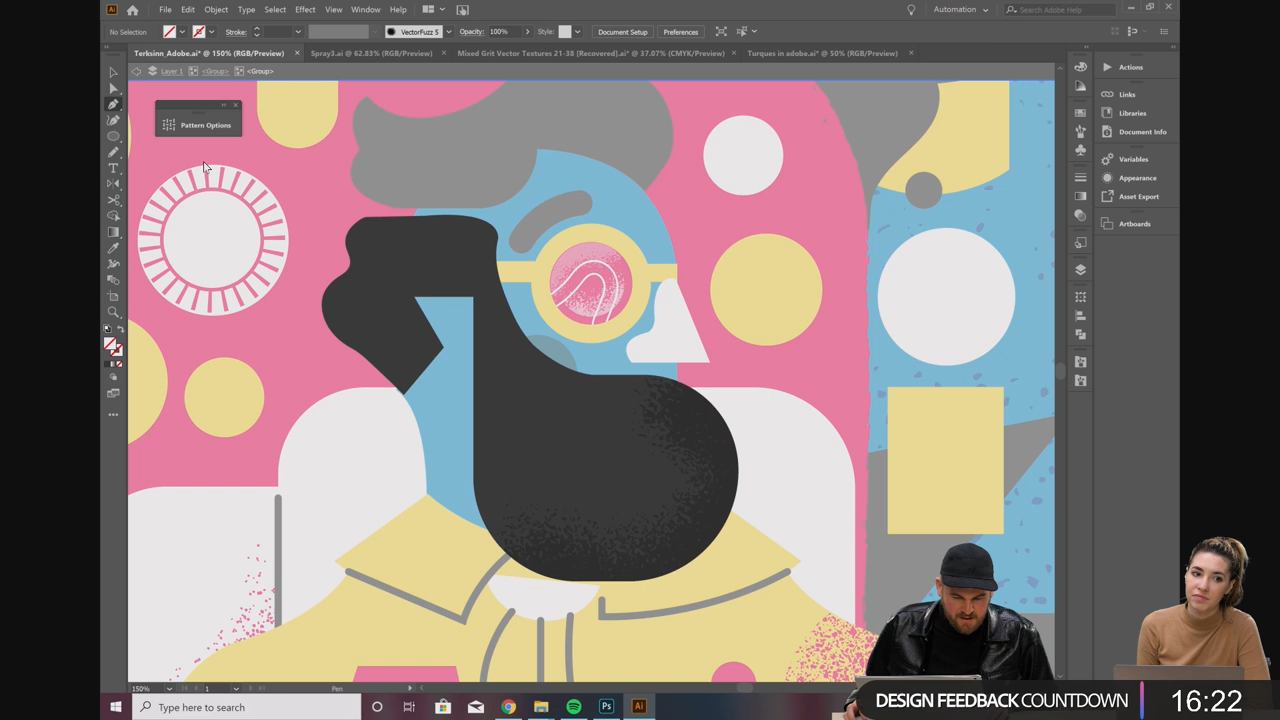 File Edit Object Type Select Effect View Window Help
Automation
Search Adobe Help
No Selection
Stroke:
VectorFuzz 5
Opacity: 100%
Style:
Document Setup
Preferences
Terksinn_Adobe.ai* @ 150% (RGB/Preview)
Spray3.ai @ 62.83% (RGB/Preview)
Mixed Grit Vector Textures 21-38 [Recovered].ai* @ 37.07% (CMYK/Preview)
Turques in adobe.ai* @ 50% (RGB/Preview)
Layer 1 <Group> <Group>
Pattern Options
Actions
Links
Libraries
Document Info
Variables
Appearance
Asset Export
Artboards
150% 1 Pen
Type here to search
DESIGN FEEDBACK COUNTDOWN
16:22